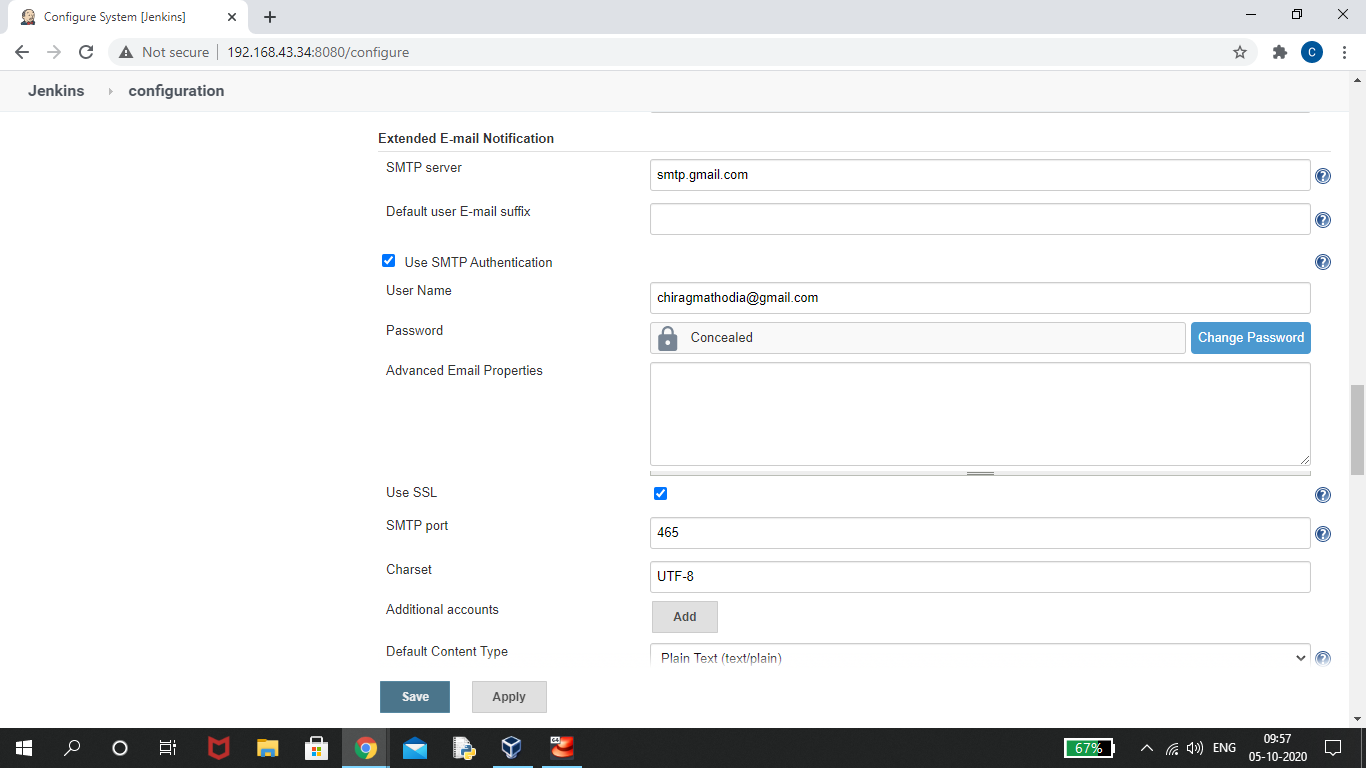 Configure System [Jenkins]
Not secure
192.168.43.34:8080/configure
C
Jenkins
configuration
Extended E-mail Notification
SMTP server
smtp.gmail.com
Default user E-mail suffix
Use SMTP Authentication
User Name
chiragmathodia@gmail.com
Password
Concealed
Change Password
Advanced Email Properties
Use SSL
SMTP port
465
Charset
UTF-8
Additional accounts
Add
Default Content Type
Plain Text (text/plain)
Save
Apply
64
67%
ENG
09:57
05-10-2020